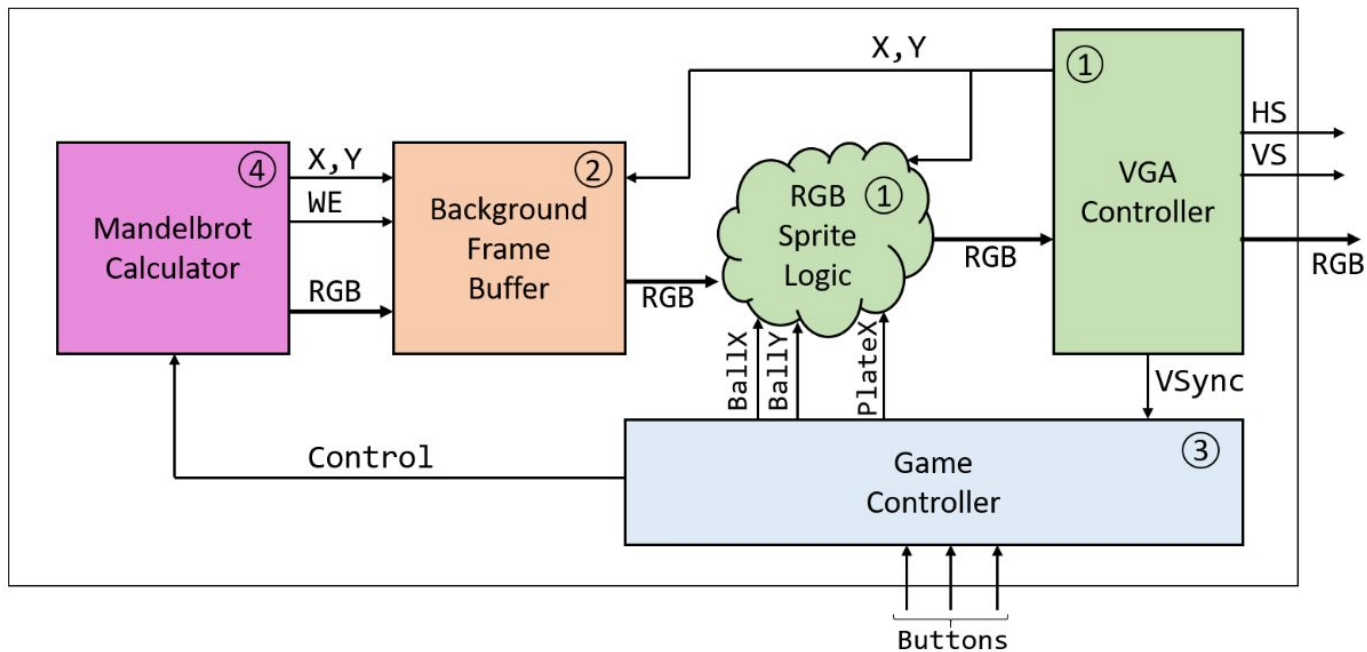 X,Y
①
HS
VS
RGB
VGA
Controller
④
X,Y
WE
RGB
Mandelbrot
Calculator
②
Background
Frame
Buffer
RGB
RGB
①
Sprite
Logic
RGB
BallX
BallY
PlateX
VSync
Control
③
Game
Controller
Buttons